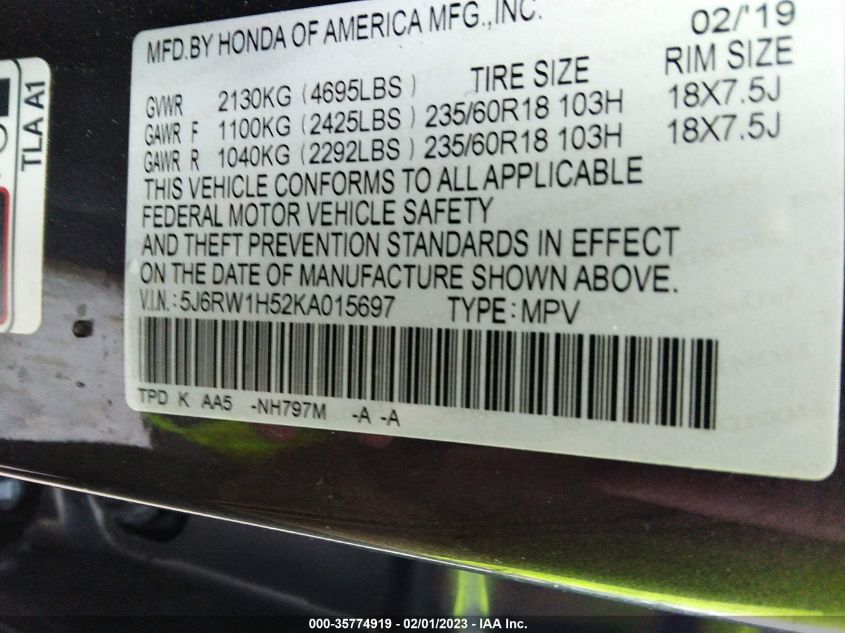 MFD.BY HONDA OF AMERICA MFG.,INC. 02/'19
TIRE SIZE RIM SIZE
GVWR 2130KG (4695LBS)
GAWR F 1100KG (2425LBS) 235/60R18 103H 18X7.5J
GAWR R 1040KG (2292LBS) 235/60R18 103H 18X7.5J
THIS VEHICLE CONFORMS TO ALL APPLICABLE
FEDERAL MOTOR VEHICLE SAFETY
AND THEFT PREVENTION STANDARDS IN EFFECT
ON THE DATE OF MANUFACTURE SHOWN ABOVE.
V.I.N.: 5J6RW1H52KA015697 TYPE: MPV
TPD K AA5 -NH797M -A -A
TLA A1
000-35774919 // 02/01/2023 - IAA Inc.